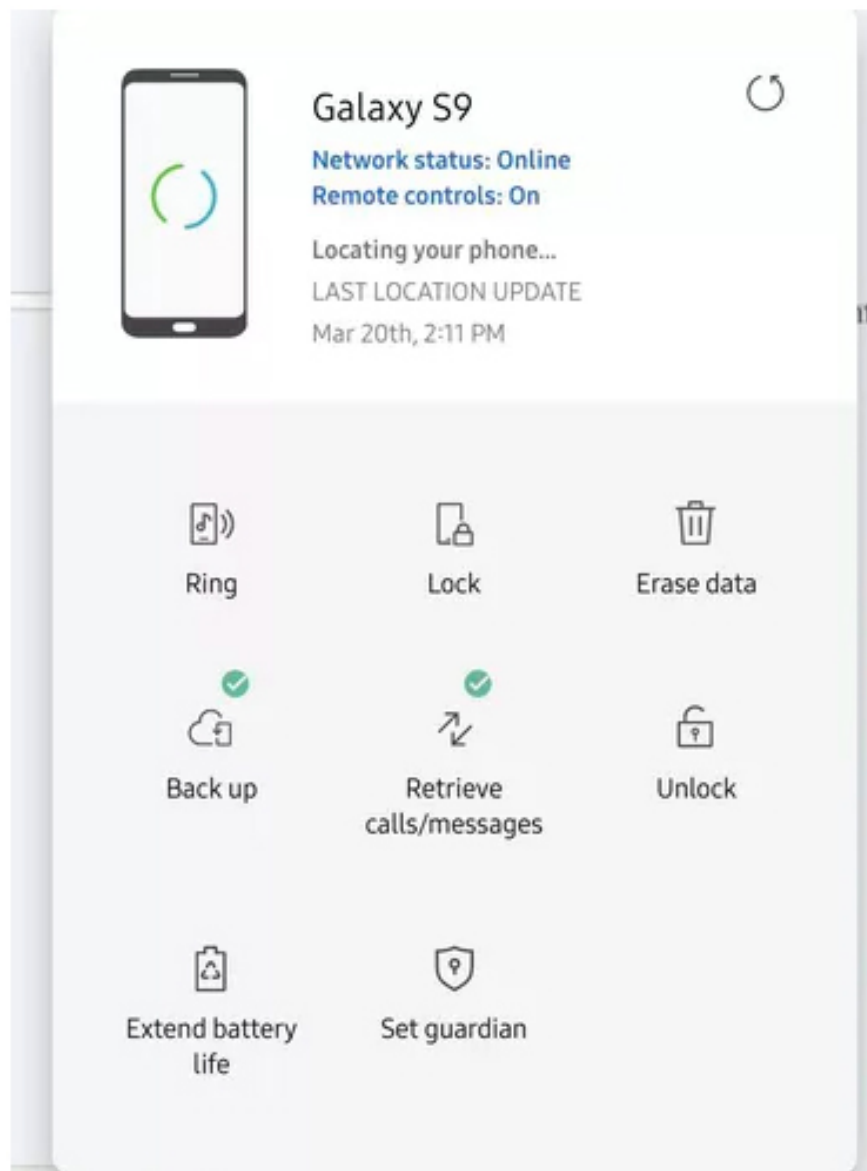 Galaxy S9
Network status: Online
Remote controls: On
Locating your phone...
LAST LOCATION UPDATE
Mar 20th, 2:11 PM
Ring
Lock
Erase data
Back up
Retrieve
calls/messages
Unlock
Extend battery
life
Set guardian